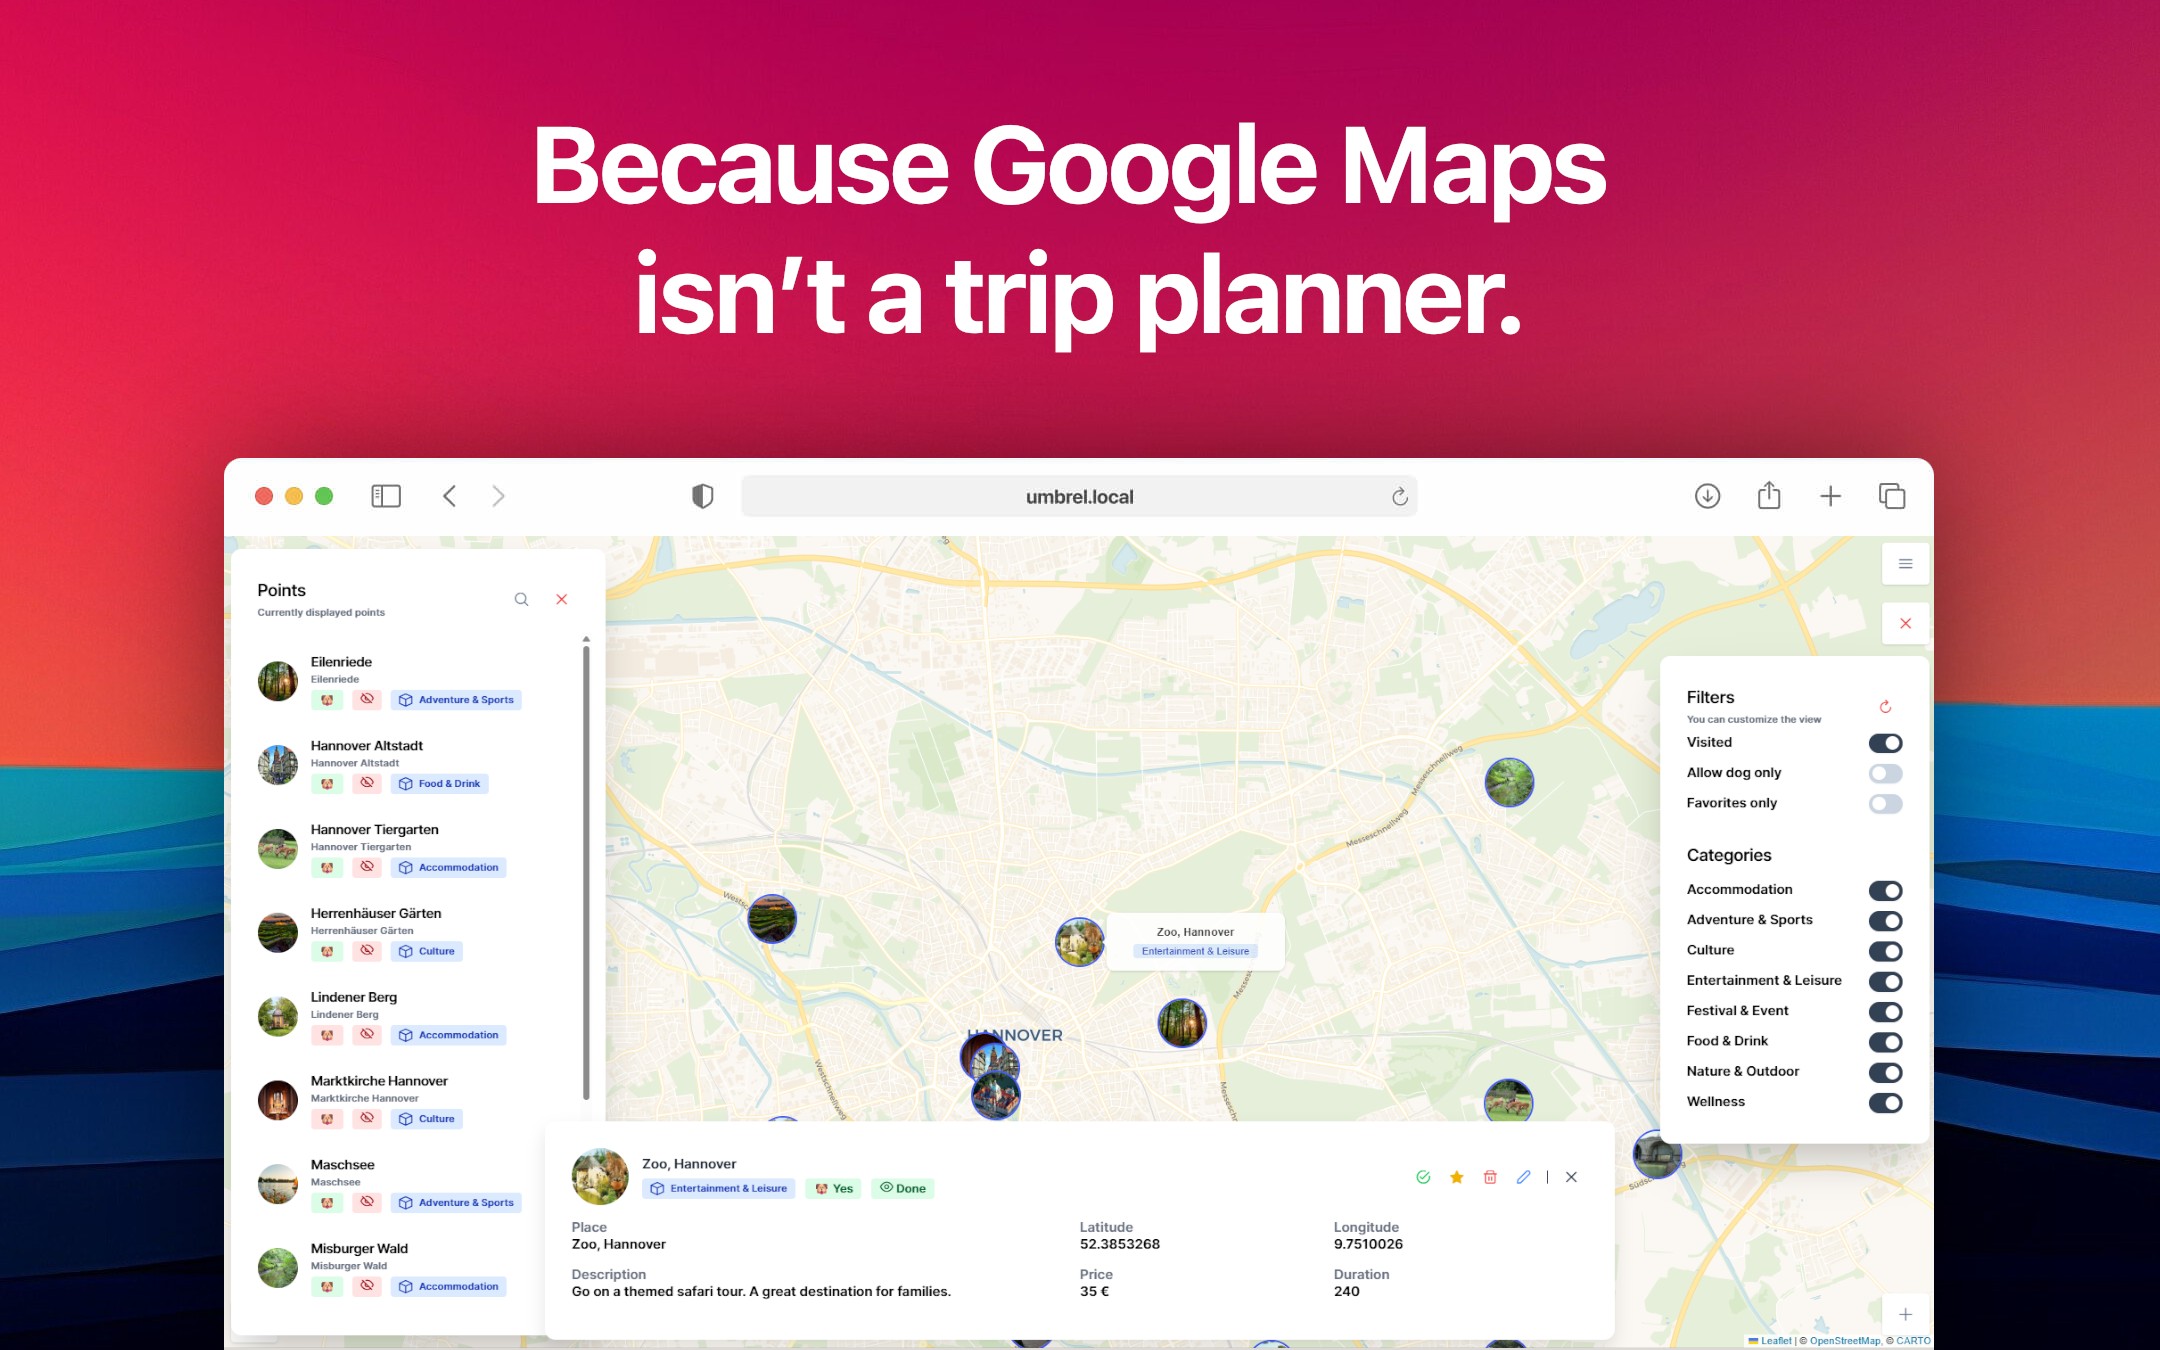 Because Google Maps
isn’t a trip planner.
umbrel.local
Points
Currently displayed points
Eilenriede
Eilenriede
Adventure & Sports
Hannover Altstadt
Hannover Altstadt
Food & Drink
Hannover Tiergarten
Hannover Tiergarten
Accommodation
Herrenhäuser Gärten
Herrenhäuser Gärten
Culture
Lindener Berg
Lindener Berg
Accommodation
Marktkirche Hannover
Marktkirche Hannover
Culture
Maschsee
Maschsee
Adventure & Sports
Misburger Wald
Misburger Wald
Accommodation
Messeschnellweg
Messeschnellweg
Zoo, Hannover
Entertainment & Leisure
HANNOVER
Westschnellweg
Filters
You can customize the view
Visited
Allow dog only
Favorites only
Categories
Accommodation
Adventure & Sports
Culture
Entertainment & Leisure
Festival & Event
Food & Drink
Nature & Outdoor
Wellness
Zoo, Hannover
Entertainment & Leisure Yes Done
Place
Zoo, Hannover
Latitude
52.3853268
Longitude
9.7510026
Description
Go on a themed safari tour. A great destination for families.
Price
35 €
Duration
240
Leaflet | © OpenStreetMap, © CARTO